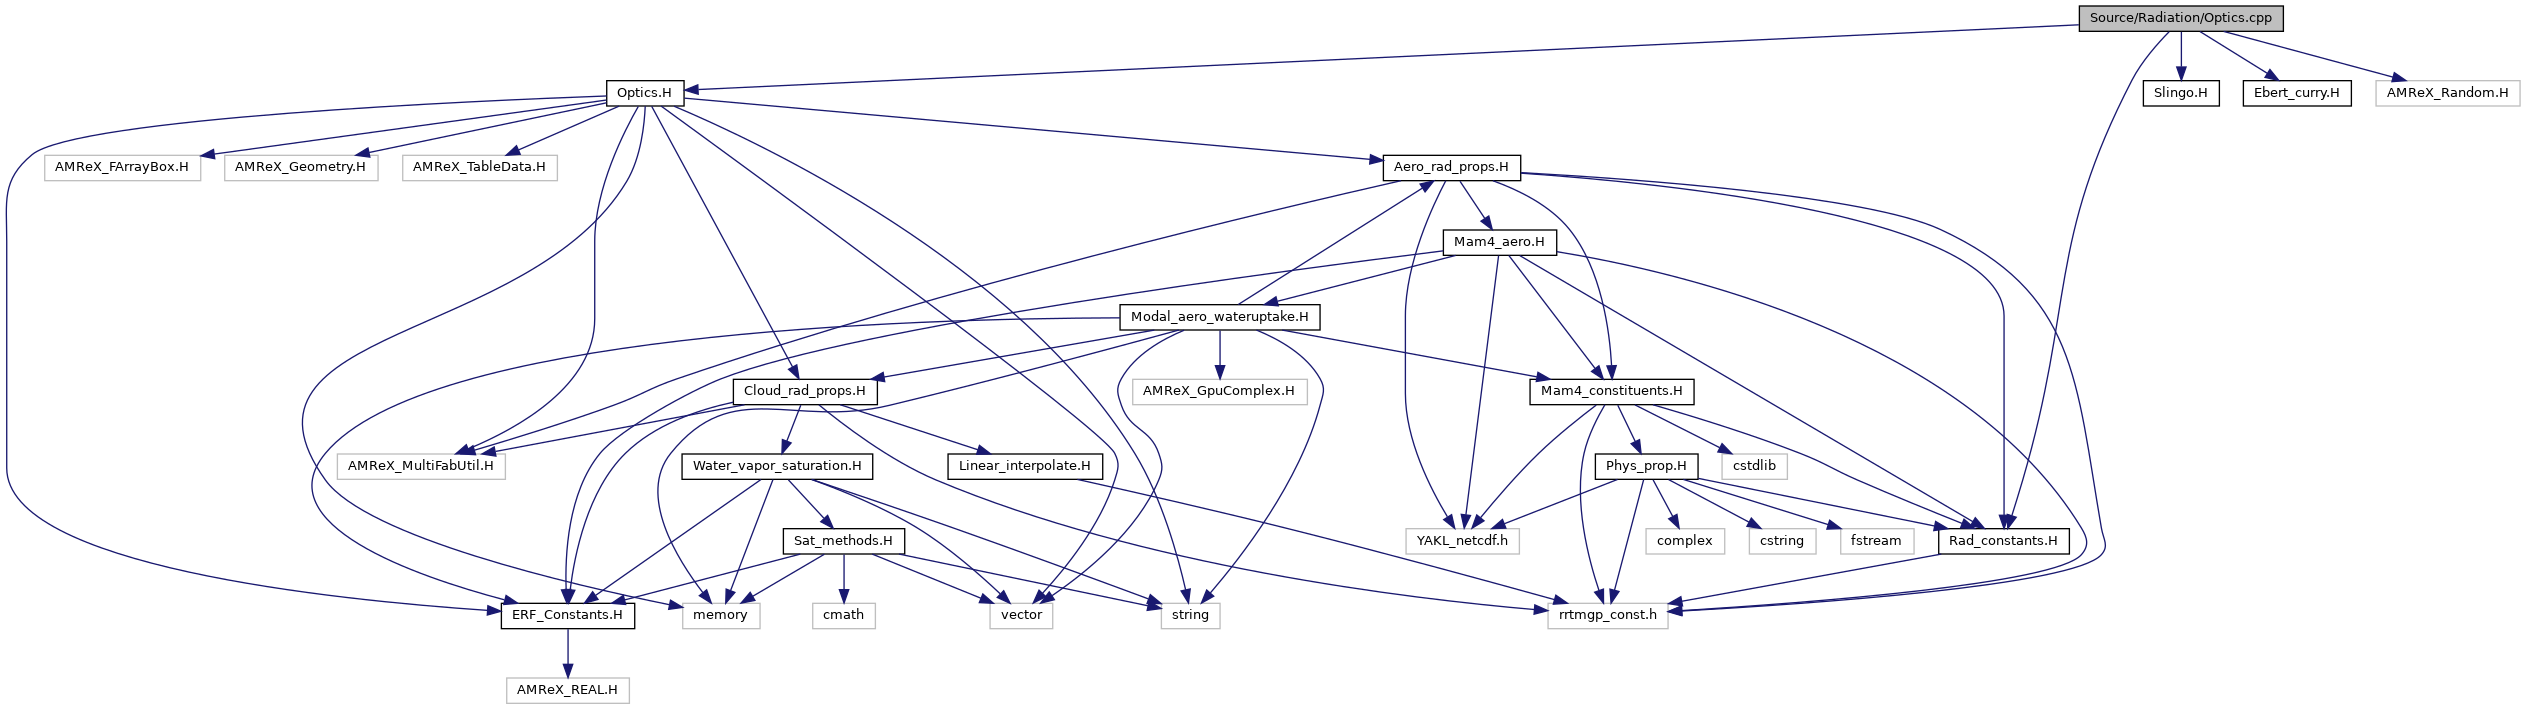 Source/Radiation/Optics.cpp
Optics.H
Slingo.H
Ebert_curry.H
AMReX_Random.H
AMReX_FArrayBox.H
AMReX_Geometry.H
AMReX_TableData.H
Aero_rad_props.H
Mam4_aero.H
Modal_aero_wateruptake.H
Cloud_rad_props.H
AMReX_GpuComplex.H
Mam4_constituents.H
AMReX_MultiFabUtil.H
Water_vapor_saturation.H
Linear_interpolate.H
Phys_prop.H
cstdlib
Sat_methods.H
YAKL_netcdf.h
complex
cstring
fstream
Rad_constants.H
ERF_Constants.H
memory
cmath
vector
string
rrtmgp_const.h
AMReX_REAL.H